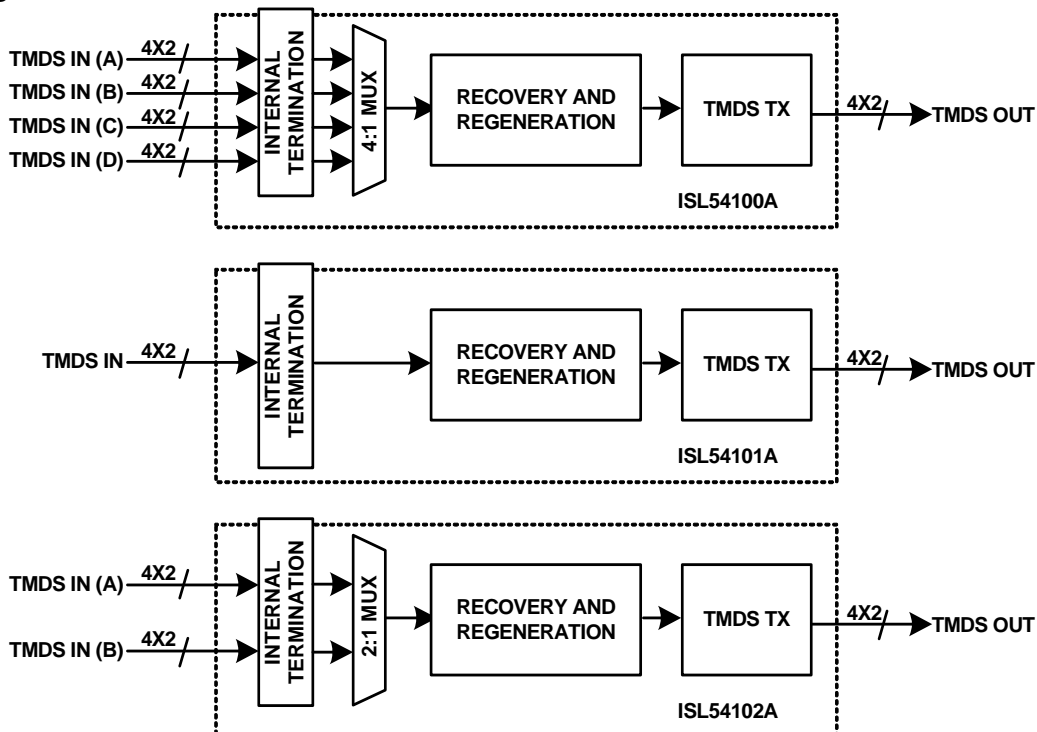 TMDS IN (A) 4X2
TMDS IN (B) 4X2
TMDS IN (C) 4X2
TMDS IN (D) 4X2
INTERNAL
TERMINATION
4:1 MUX
RECOVERY AND
REGENERATION
TMDS TX
4X2 TMDS OUT
ISL54100A
TMDS IN 4X2
INTERNAL
TERMINATION
RECOVERY AND
REGENERATION
TMDS TX
4X2 TMDS OUT
ISL54101A
TMDS IN (A) 4X2
TMDS IN (B) 4X2
INTERNAL
TERMINATION
2:1 MUX
RECOVERY AND
REGENERATION
TMDS TX
4X2 TMDS OUT
ISL54102A